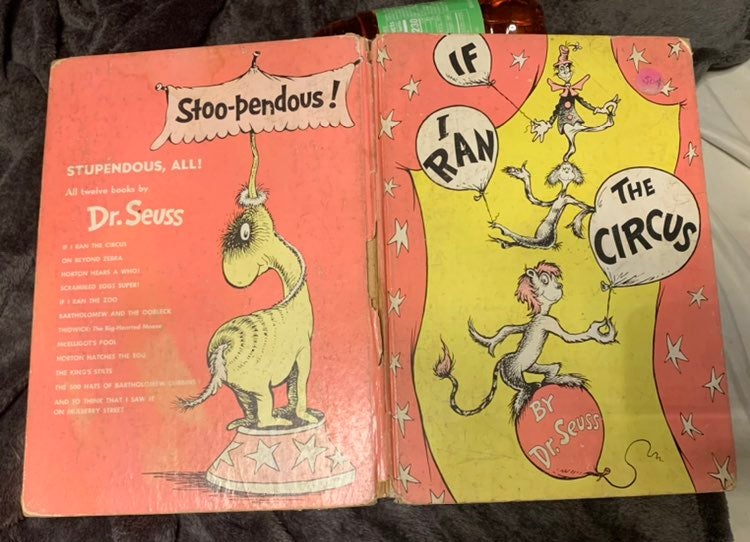 Stoo-pendous!
STUPENDOUS, ALL!
All twelve books by
Dr. Seuss
IF I RAN THE CIRCUS
ON BEYOND ZEBRA
HORTON HEARS A WHO!
SCRAMBLED EGGS SUPER!
IF I RAN THE ZOO
BARTHOLOMEW AND THE OOBLECK
THIDWICK: The Big-Hearted Moose
MCELLIGOT'S POOL
HORTON HATCHES THE EGG
THE KING'S STILTS
THE 500 HATS OF BARTHOLOMEW CUBBINS
AND TO THINK THAT I SAW IT
ON MULBERRY STREET
IF
I
RAN
THE
CIRCUS
BY
Dr. Seuss
230